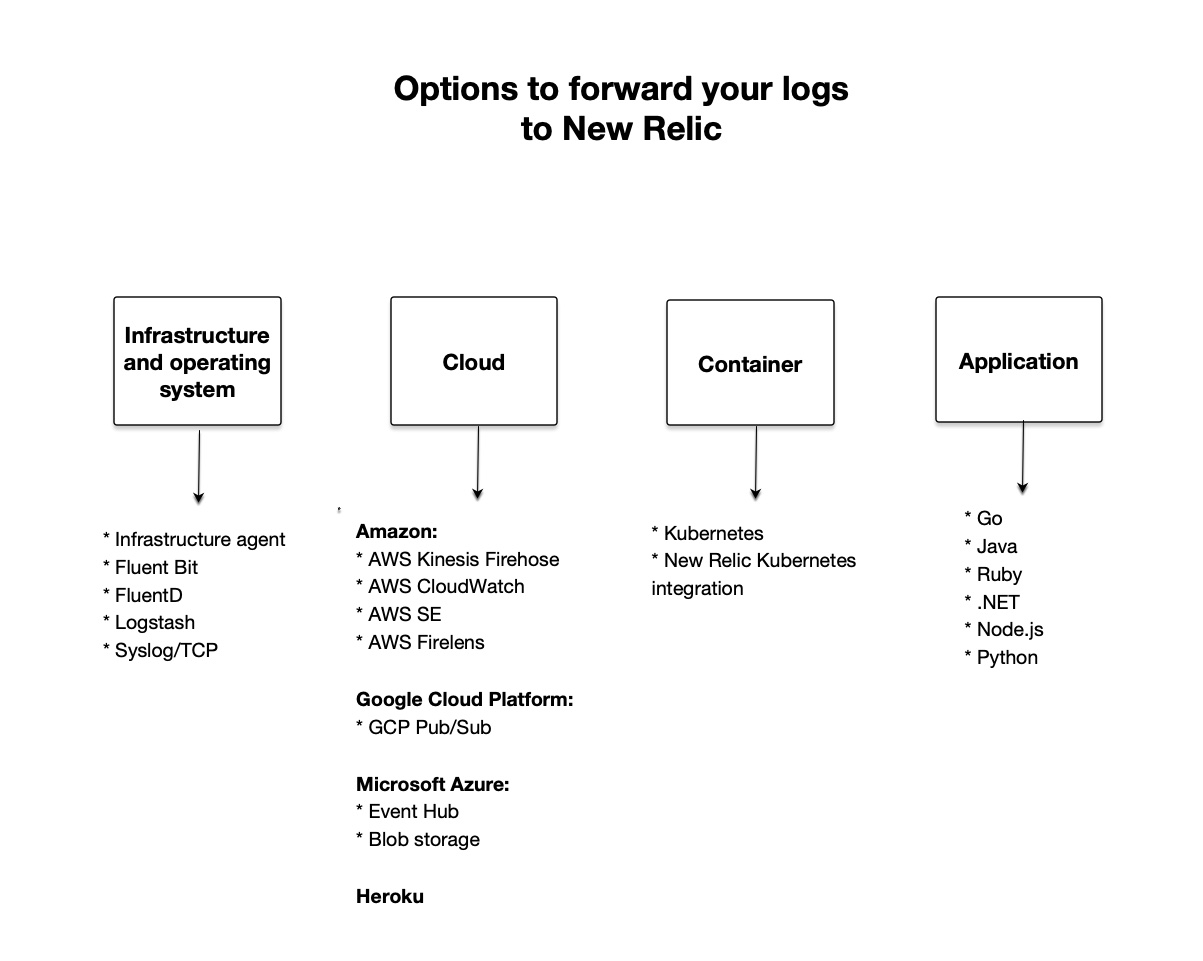 Options to forward your logs
to New Relic
Infrastructure
and operating
system
* Infrastructure agent
* Fluent Bit
* FluentD
* Logstash
* Syslog/TCP
Cloud
Amazon:
* AWS Kinesis Firehose
* AWS CloudWatch
* AWS SE
* AWS Firelens
Google Cloud Platform:
* GCP Pub/Sub
Microsoft Azure:
* Event Hub
* Blob storage
Heroku
Container
* Kubernetes
* New Relic Kubernetes
integration
Application
* Go
* Java
* Ruby
* .NET
* Node.js
* Python